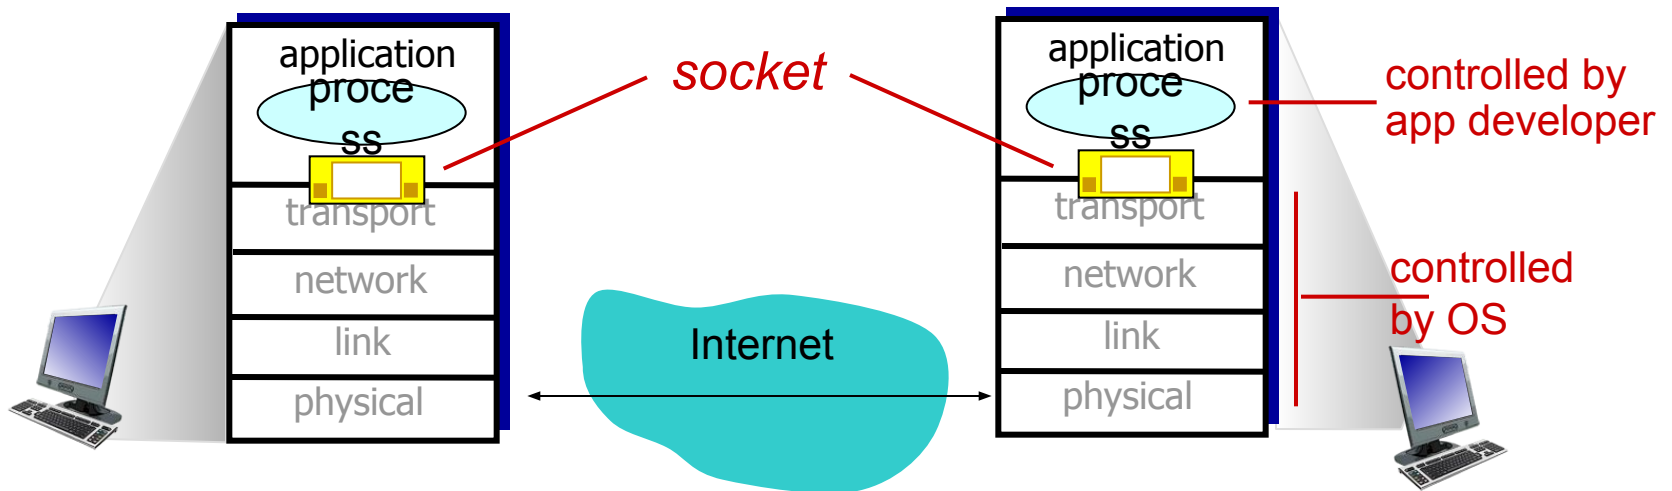 application
proce
ss
transport
network
link
physical
socket
Internet
application
proce
ss
transport
network
link
physical
controlled by
app developer
controlled
by OS